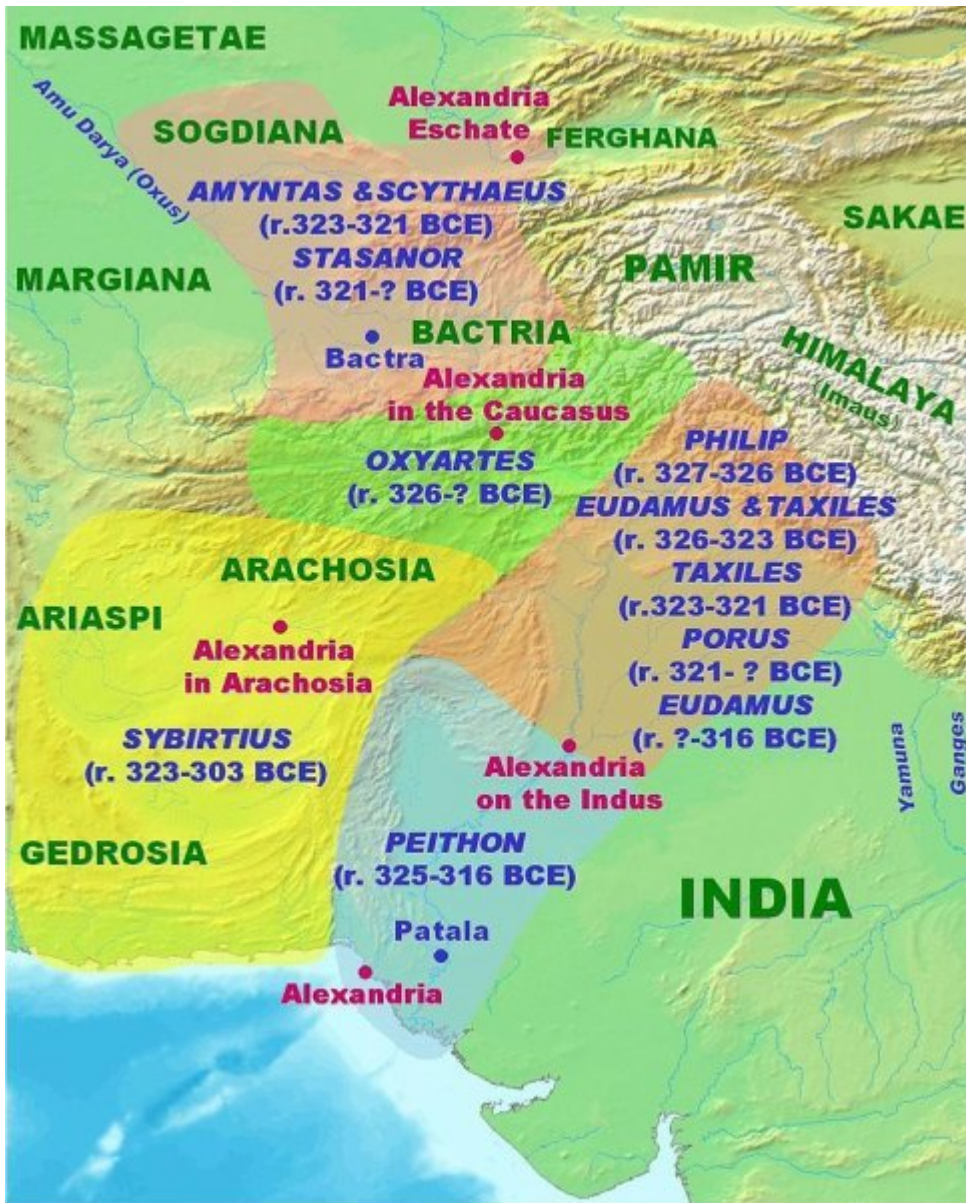 MASSAGETAE
Amu Darya (Oxus)
Alexandria
Eschate
SOGDIANA
FERGHANA
AMYNTAS & SCYTHAEUS
(r.323-321 BCE)
STASANOR
(r. 321-? BCE)
SAKAE
MARGIANA
PAMIR
BACTRIA
Bactra
HIMALAYA
(Imaus)
Alexandria
in the Caucasus
OXYARTES
(r. 326-? BCE)
PHILIP
(r. 327-326 BCE)
EUDAMUS & TAXILES
(r. 326-323 BCE)
TAXILES
(r.323-321 BCE)
PORUS
(r. 321- ? BCE)
EUDAMUS
(r. ?-316 BCE)
ARACHOSIA
ARIASPI
Alexandria
in Arachosia
SYBIRTIUS
(r. 323-303 BCE)
Alexandria
on the Indus
Yamuna
Ganges
GEDROSIA
PEITHON
(r. 325-316 BCE)
INDIA
Patala
Alexandria